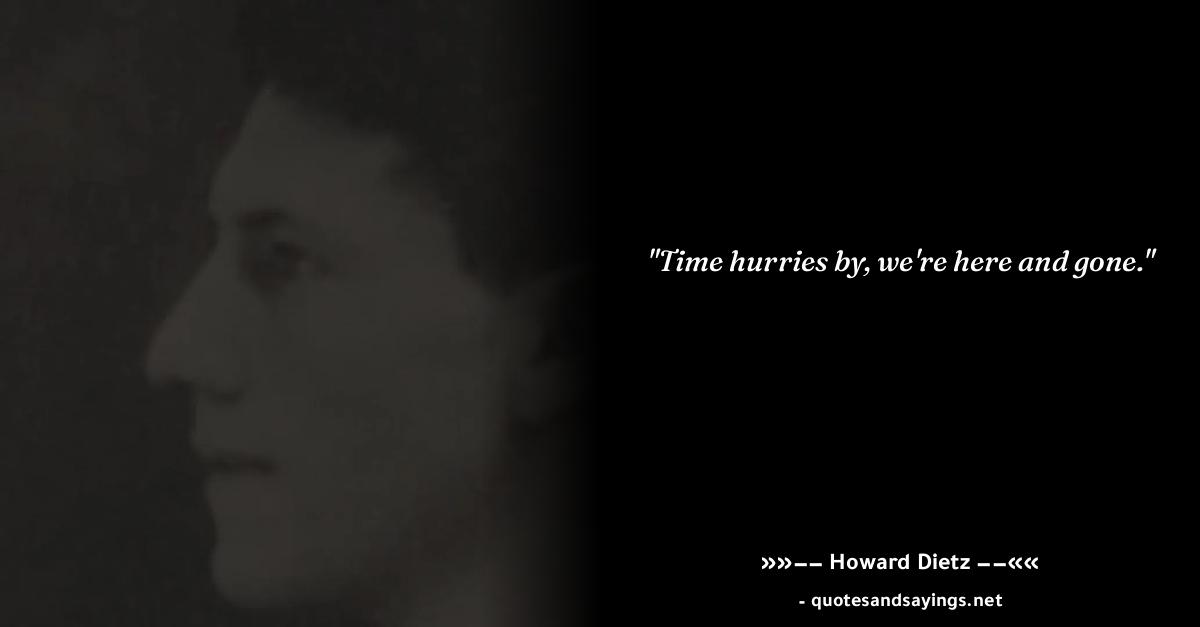 "Time hurries by, we're here and gone."
»»–– Howard Dietz ––««
- quotesandsayings.net